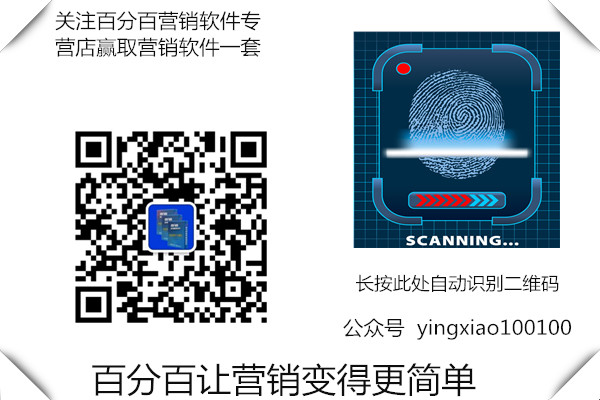 关注百分百营销软件专
营店赢取营销软件一套
SCANNING...
长按此处自动识别二维码
公众号 yingxiao100100
百分百让营销变得更简单